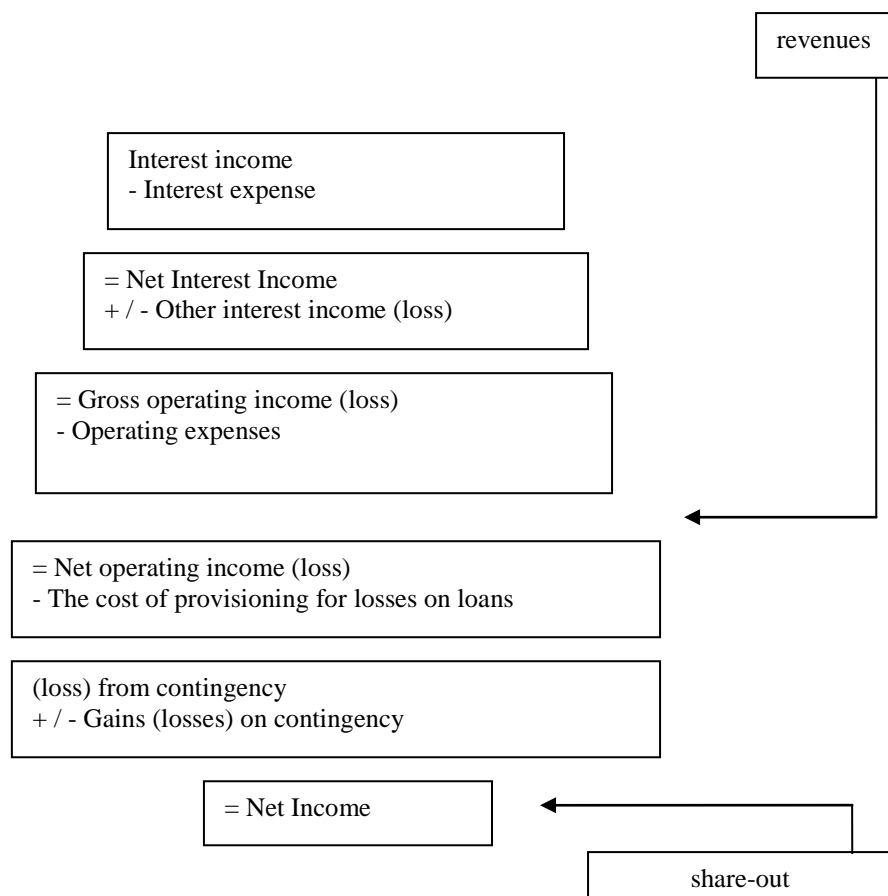 revenues
Interest income
- Interest expense
= Net Interest Income
+ / - Other interest income (loss)
= Gross operating income (loss)
- Operating expenses
= Net operating income (loss)
- The cost of provisioning for losses on loans
(loss) from contingency
+ / - Gains (losses) on contingency
= Net Income
share-out